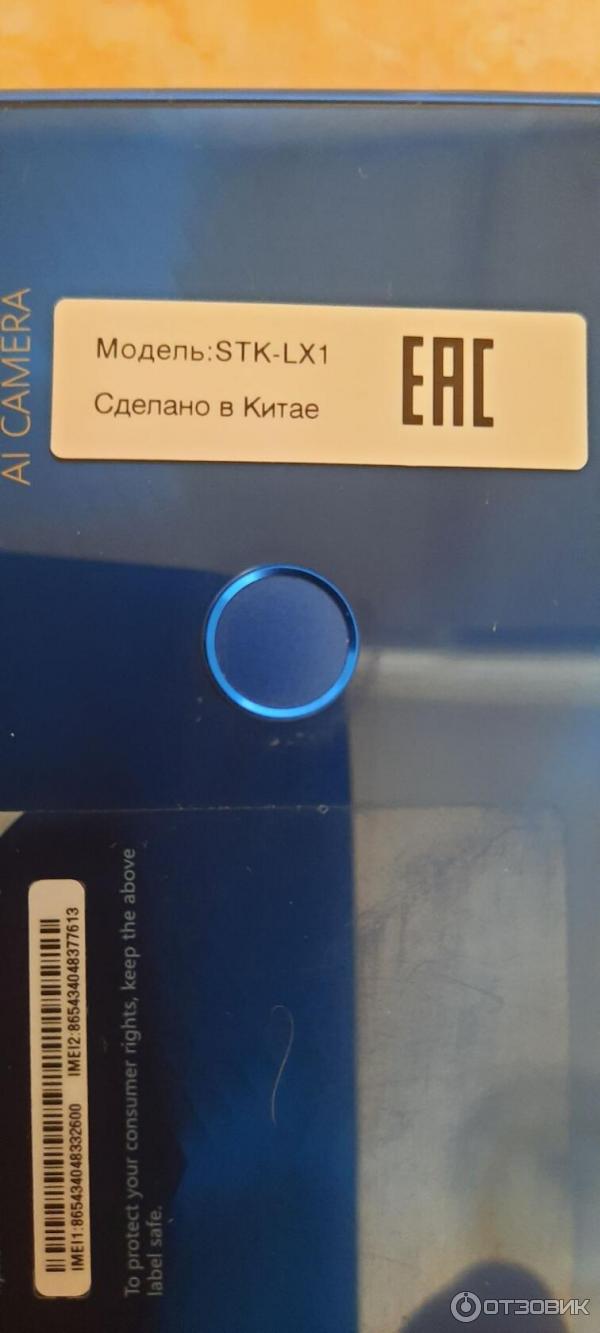 AI CAMERA
Модель:STK-LX1
Сделано в Китае
EAC
IMEI1:865434048332600 IMEI2:865434048377613
To protect your consumer rights, keep the above
label safe.
ОТЗОВИК